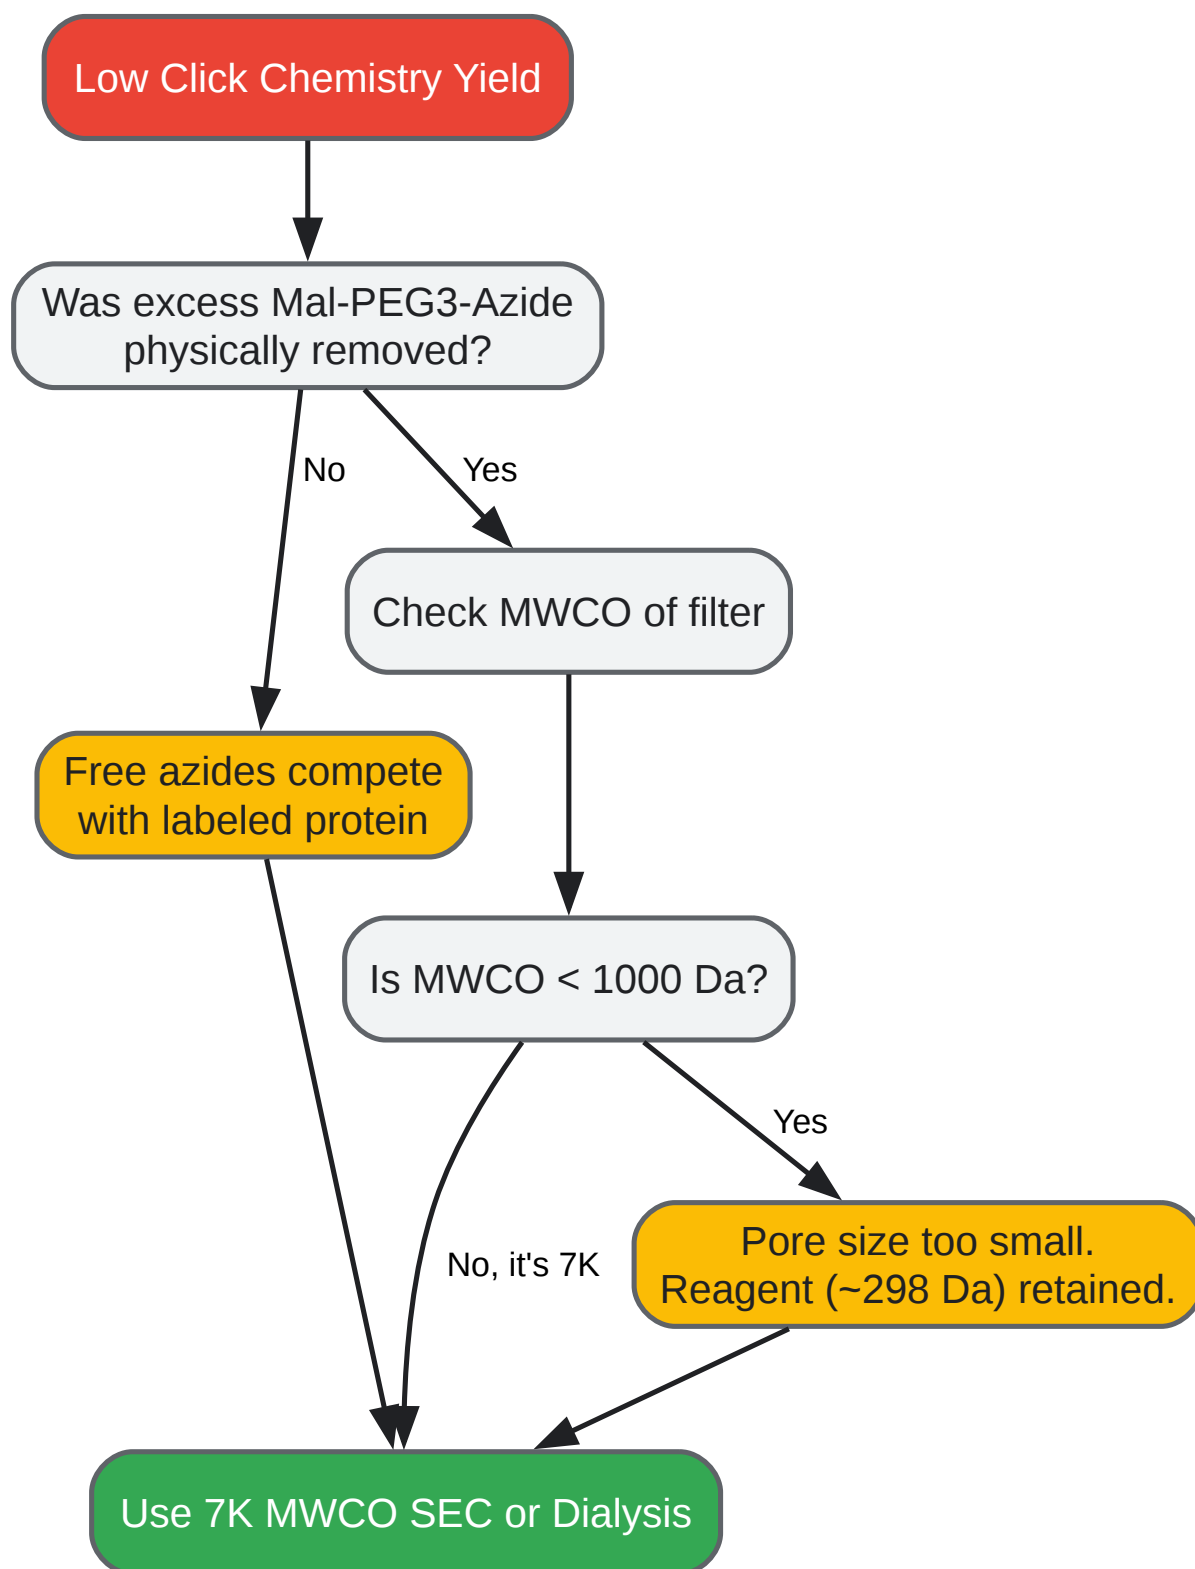 Low Click Chemistry Yield
Was excess Mal-PEG3-Azide
physically removed?
No
Yes
Check MWCO of filter
Free azides compete
with labeled protein
Is MWCO < 1000 Da?
Yes
No, it's 7K
Pore size too small.
Reagent (~298 Da) retained.
Use 7K MWCO SEC or Dialysis